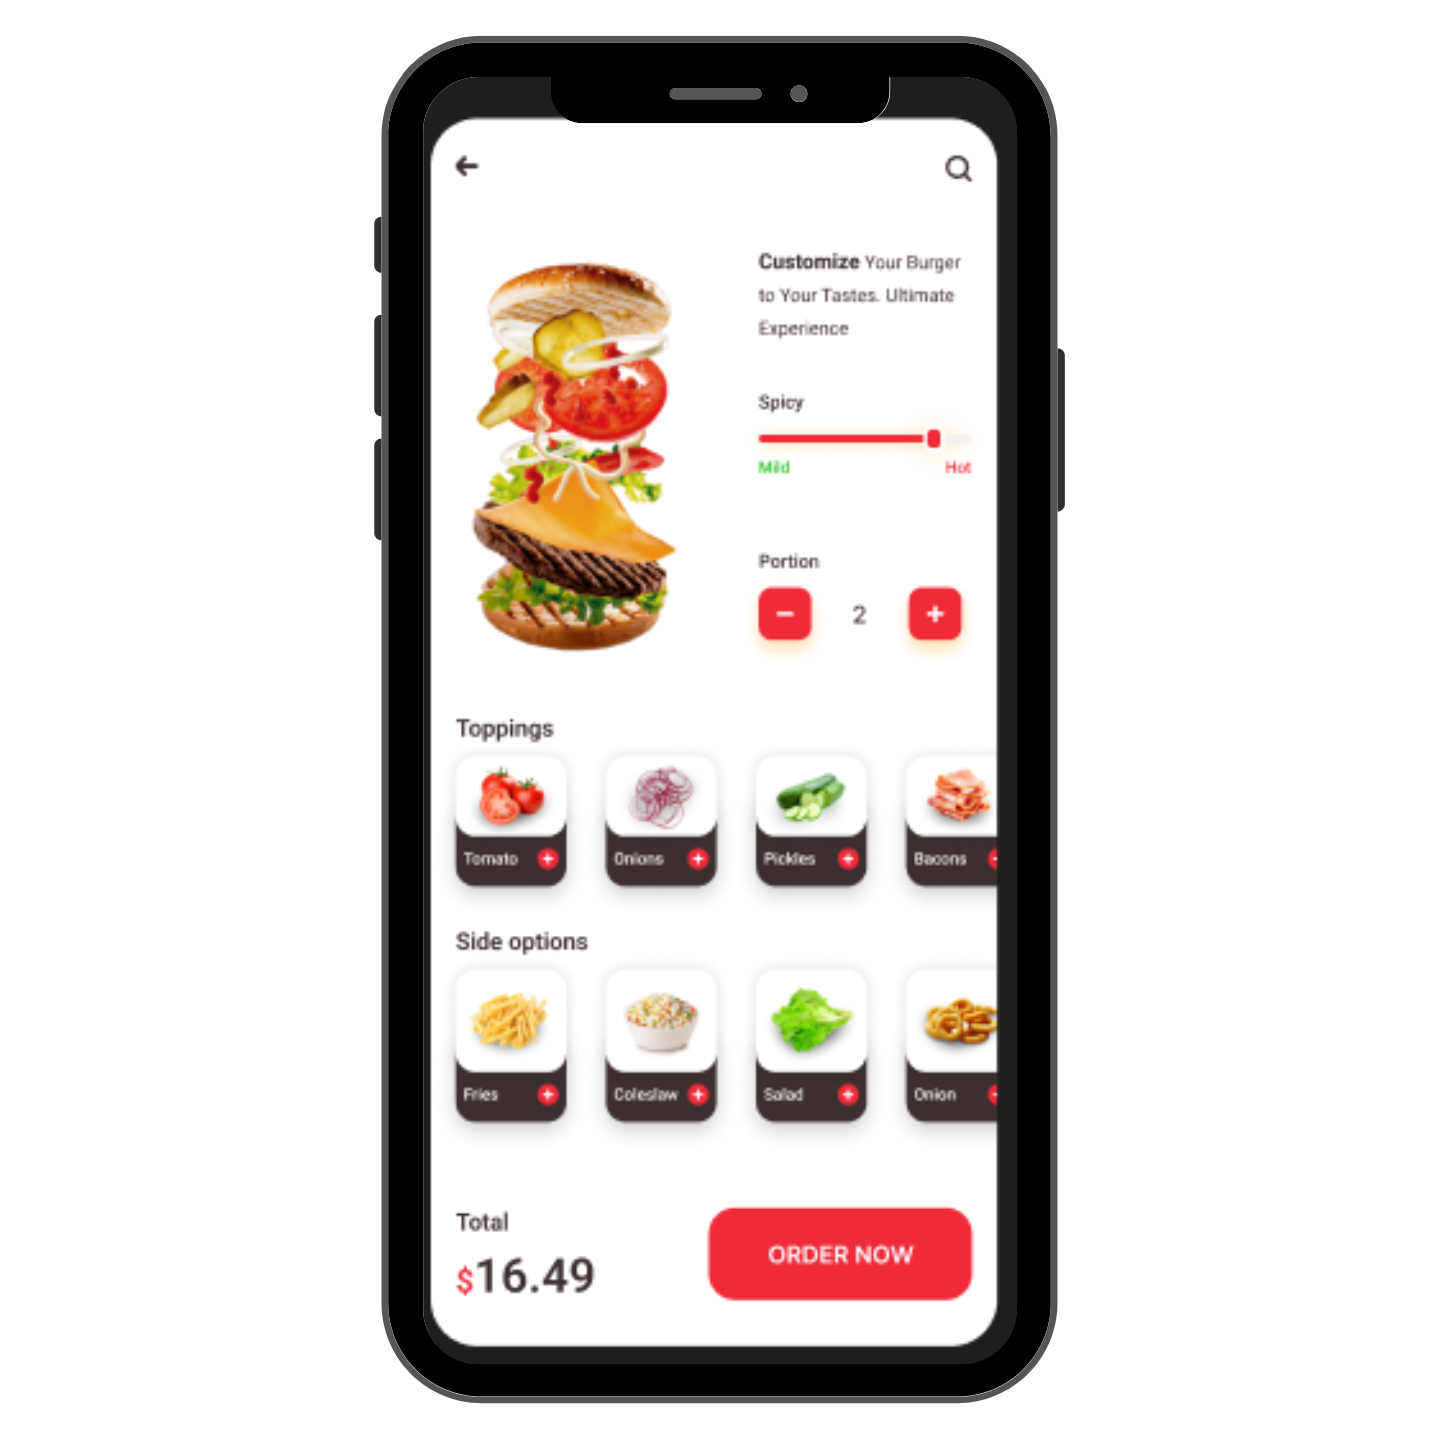 Customize Your Burger
to Your Tastes. Ultimate
Experience
Spicy
Mild Hot
Portion
2
Toppings
Tomato Onions Pickles Bacons
Side options
Fries Coleslaw Salad Onion
Total
$16.49
ORDER NOW